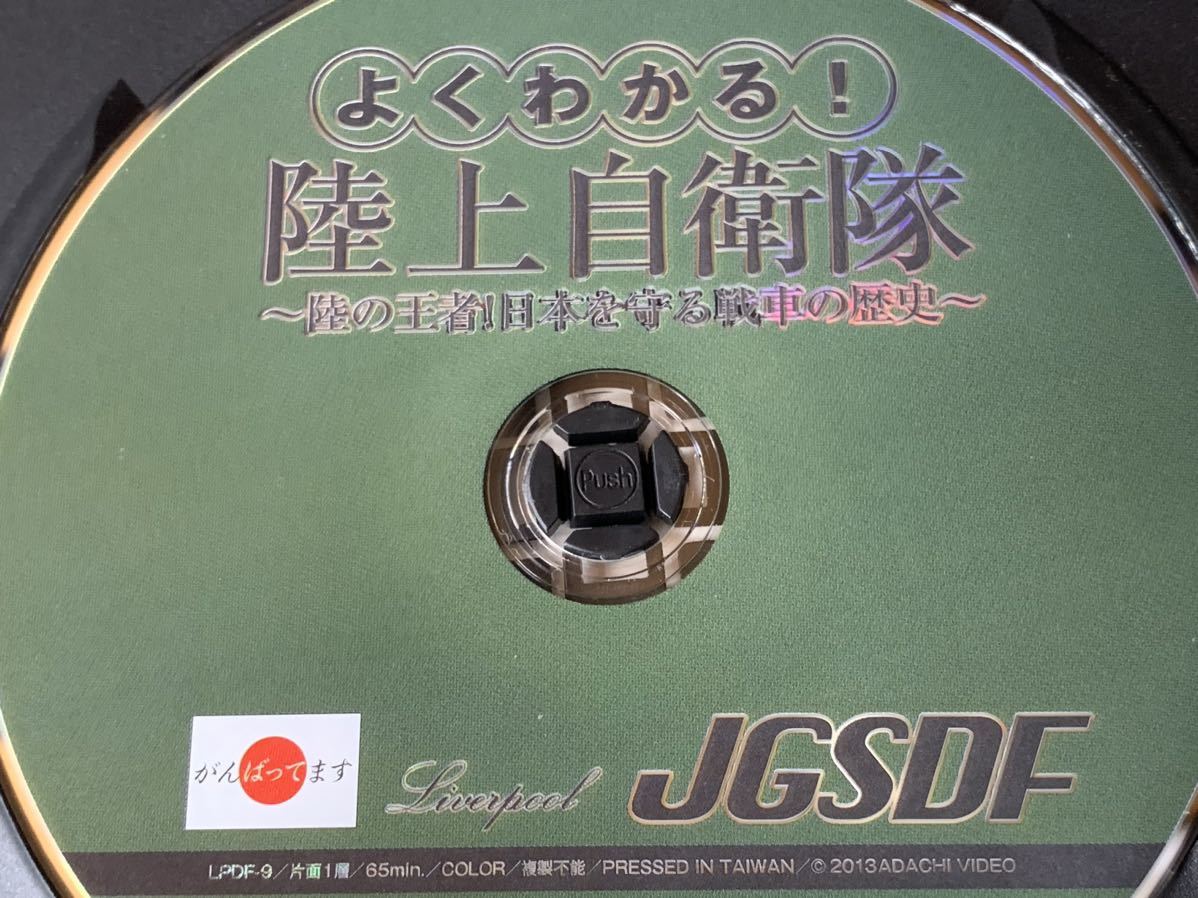 よくわかる!
陸上自衛隊
~陸の王者!日本を守る戦車の歴史~
Push
がんばってます
Liverpool
JGSDF
LPDF-9/片面1層/65min./COLOR/複製不能/PRESSED IN TAIWAN/© 2013 ADACHI VIDEO